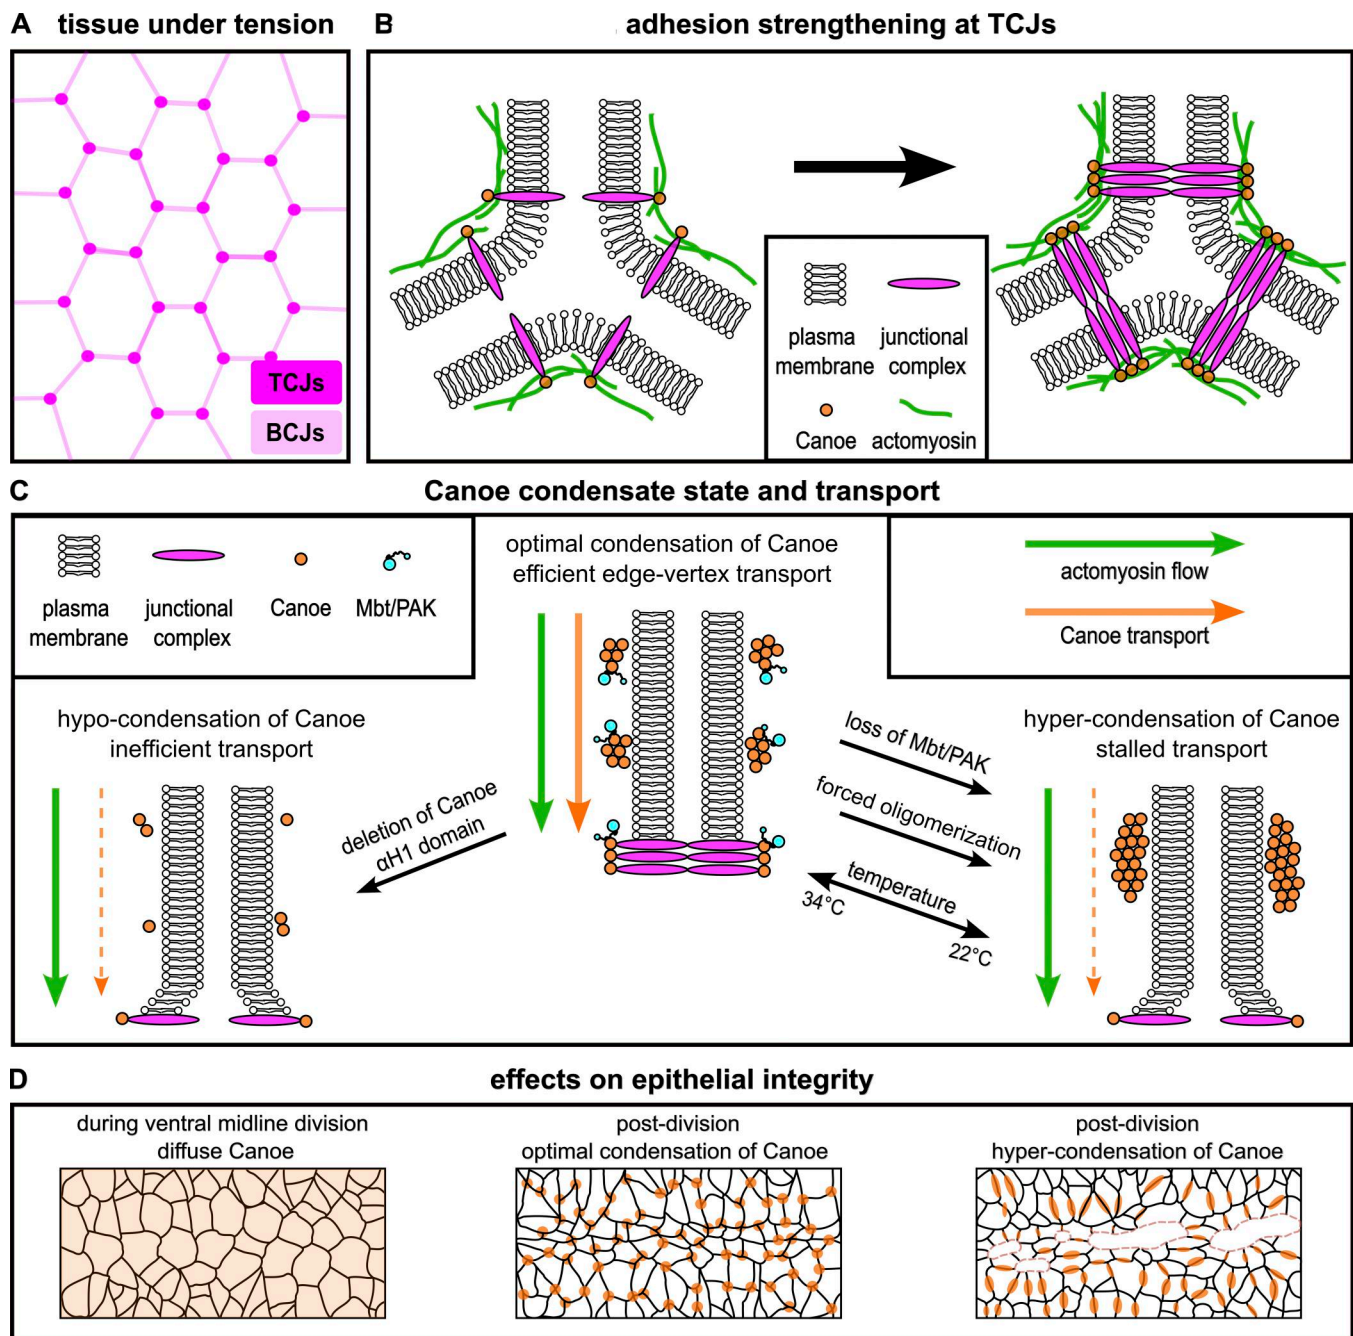 A tissue under tension
B adhesion strengthening at TCJs
TCJs
BCJs
plasma
membrane
junctional
complex
Canoe
actomyosin
C Canoe condensate state and transport
plasma
membrane
junctional
complex
Canoe
Mbt/PAK
optimal condensation of Canoe
efficient edge-vertex transport
actomyosin flow
Canoe transport
hypo-condensation of Canoe
inefficient transport
deletion of Canoe
αH1 domain
loss of Mbt/PAK
forced oligomerization
temperature
34°C
22°C
hyper-condensation of Canoe
stalled transport
D effects on epithelial integrity
during ventral midline division
diffuse Canoe
post-division
optimal condensation of Canoe
post-division
hyper-condensation of Canoe